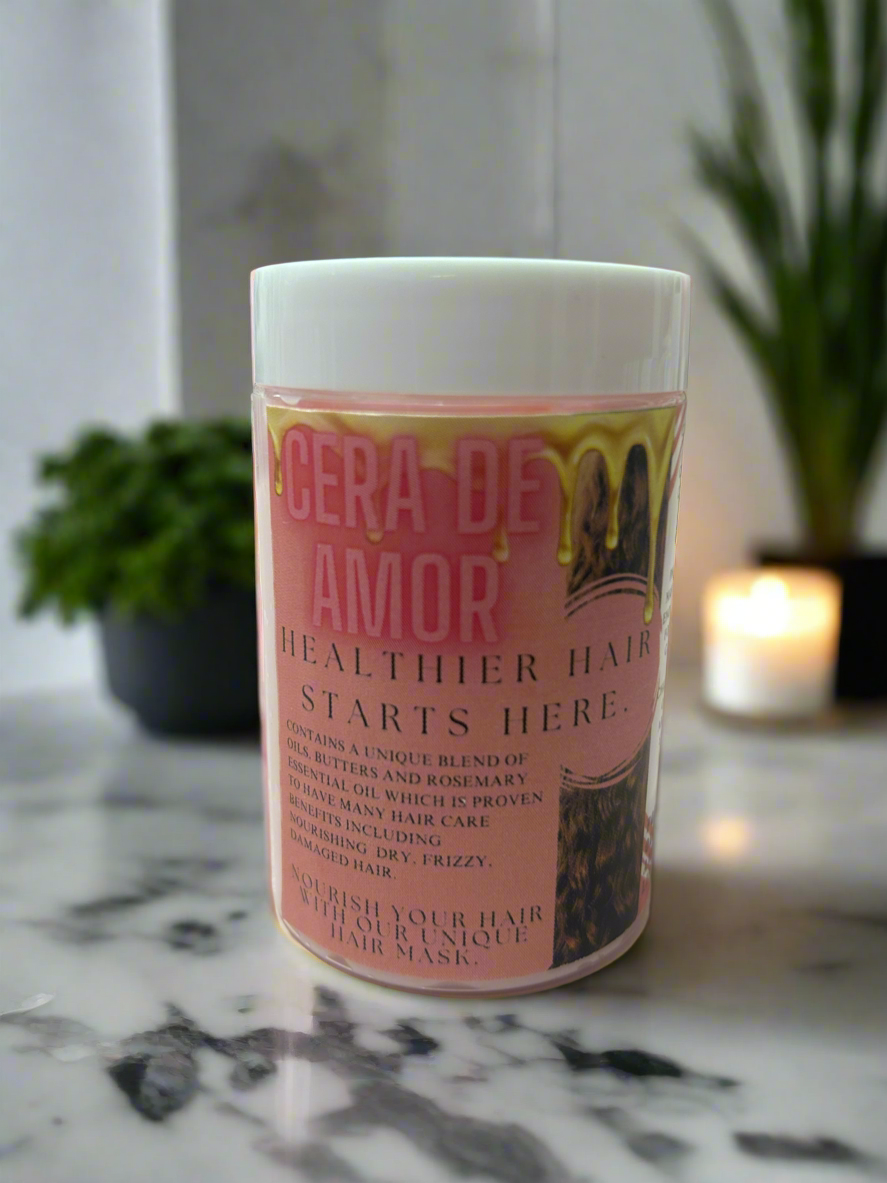 CERA DE
AMOR
HEALTHIER HAIR
STARTS HERE.
CONTAINS A UNIQUE BLEND OF
OILS, BUTTERS AND ROSEMARY
ESSENTIAL OIL WHICH IS PROVEN
TO HAVE MANY HAIR CARE
BENEFITS INCLUDING
NOURISHING DRY, FRIZZY,
DAMAGED HAIR.
NOURISH YOUR HAIR
WITH OUR UNIQUE
HAIR MASK.